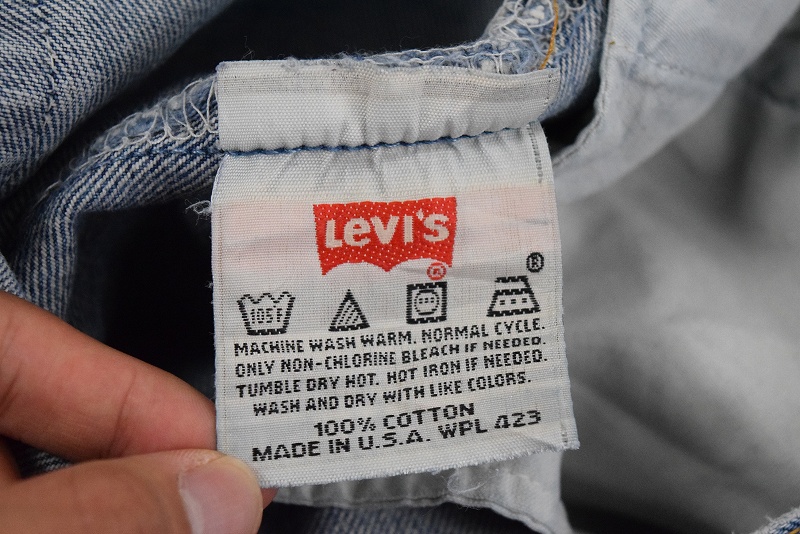 LEVI'S
®
®
105F
MACHINE WASH WARM. NORMAL CYCLE.
ONLY NON-CHLORINE BLEACH IF NEEDED.
TUMBLE DRY HOT. HOT IRON IF NEEDED.
WASH AND DRY WITH LIKE COLORS.
100% COTTON
MADE IN U.S.A. WPL 423